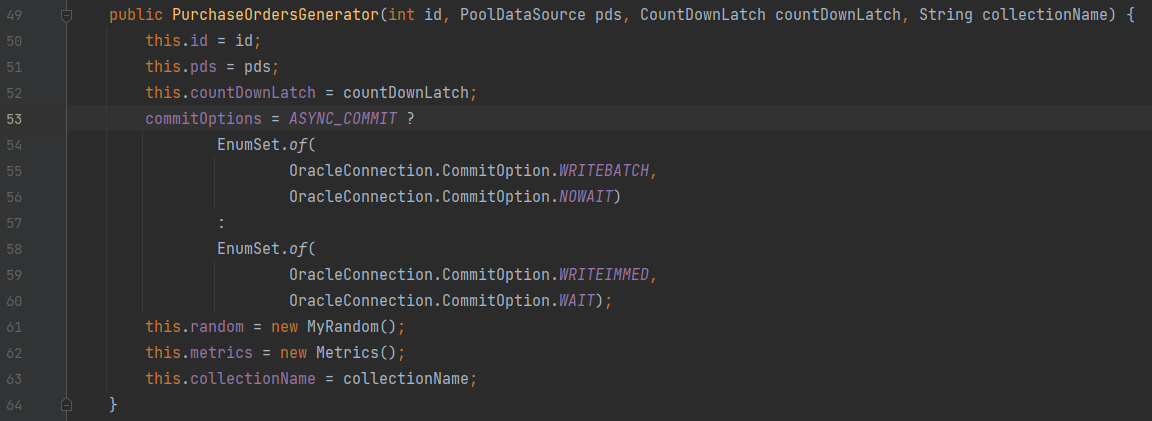 49 public PurchaseOrdersGenerator(int id, PoolDataSource pds, CountDownLatch countDownLatch, String collectionName) {
50 this.id = id;
51 this.pds = pds;
52 this.countDownLatch = countDownLatch;
53 commitOptions = ASYNC_COMMIT ?
54 EnumSet.of(
55 OracleConnection.CommitOption.WRITEBATCH,
56 OracleConnection.CommitOption.NOWAIT)
57 :
58 EnumSet.of(
59 OracleConnection.CommitOption.WRITEIMMED,
60 OracleConnection.CommitOption.WAIT);
61 this.random = new MyRandom();
62 this.metrics = new Metrics();
63 this.collectionName = collectionName;
64 }